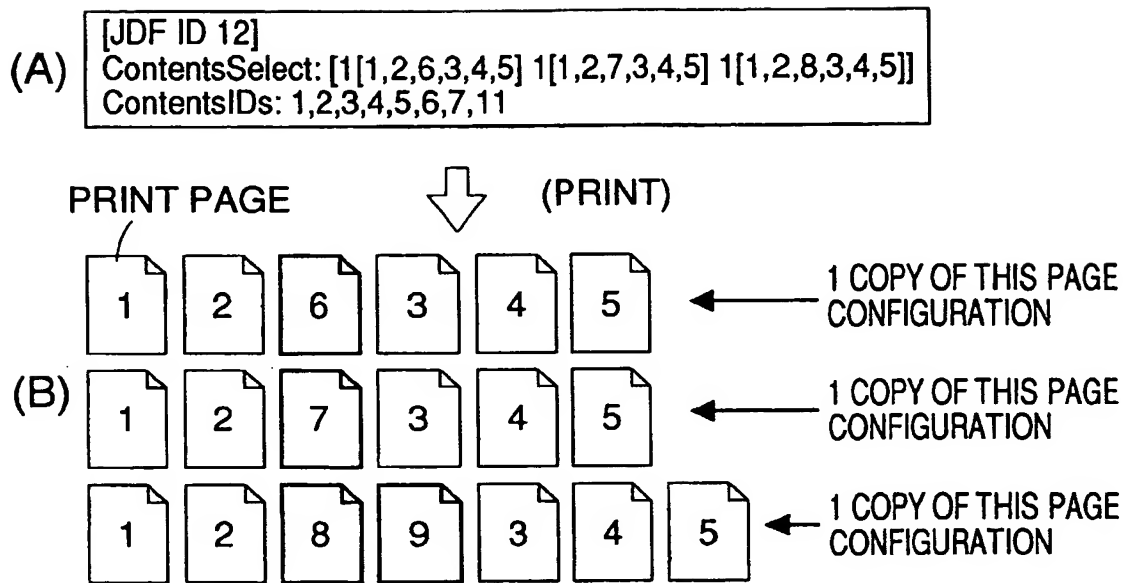 (A)
[JDF ID 12]
ContentsSelect: [1[1,2,6,3,4,5] 1[1,2,7,3,4,5] 1[1,2,8,3,4,5]]
ContentsIDs: 1,2,3,4,5,6,7,11
PRINT PAGE
(PRINT)
1 2 6 3 4 5
1 COPY OF THIS PAGE
CONFIGURATION
(B)
1 2 7 3 4 5
1 COPY OF THIS PAGE
CONFIGURATION
1 2 8 9 3 4 5
1 COPY OF THIS PAGE
CONFIGURATION